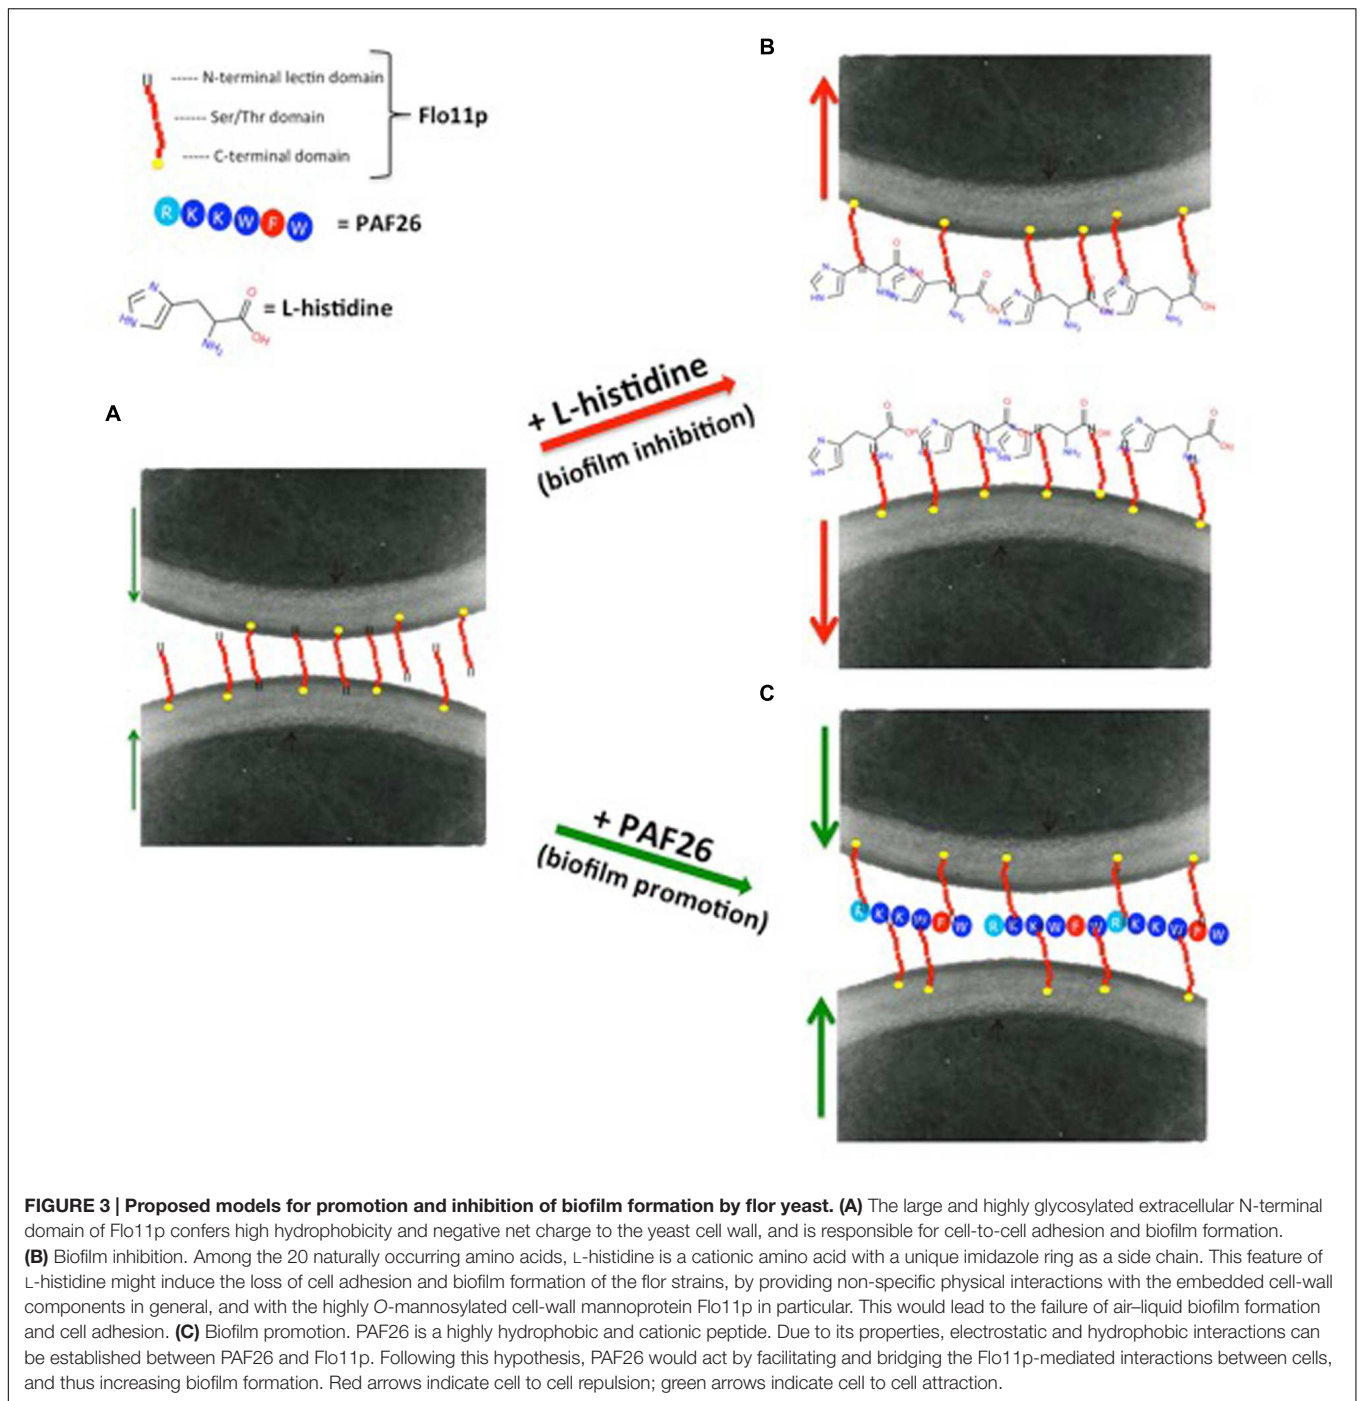 N-terminal lectin domain
Ser/Thr domain
C-terminal domain
Flo11p
R K K W F W = PAF26
N
HN
O
OH
NH₂
= L-histidine
A
+ L-histidine
(biofilm inhibition)
B
+ PAF26
(biofilm promotion)
C
R K K W F W R K K W F W R K K W F W
FIGURE 3 | Proposed models for promotion and inhibition of biofilm formation by flor yeast. (A) The large and highly glycosylated extracellular N-terminal
domain of Flo11p confers high hydrophobicity and negative net charge to the yeast cell wall, and is responsible for cell-to-cell adhesion and biofilm formation.
(B) Biofilm inhibition. Among the 20 naturally occurring amino acids, L-histidine is a cationic amino acid with a unique imidazole ring as a side chain. This feature of
L-histidine might induce the loss of cell adhesion and biofilm formation of the flor strains, by providing non-specific physical interactions with the embedded cell-wall
components in general, and with the highly O-mannosylated cell-wall mannoprotein Flo11p in particular. This would lead to the failure of air–liquid biofilm formation
and cell adhesion. (C) Biofilm promotion. PAF26 is a highly hydrophobic and cationic peptide. Due to its properties, electrostatic and hydrophobic interactions can
be established between PAF26 and Flo11p. Following this hypothesis, PAF26 would act by facilitating and bridging the Flo11p-mediated interactions between cells,
and thus increasing biofilm formation. Red arrows indicate cell to cell repulsion; green arrows indicate cell to cell attraction.